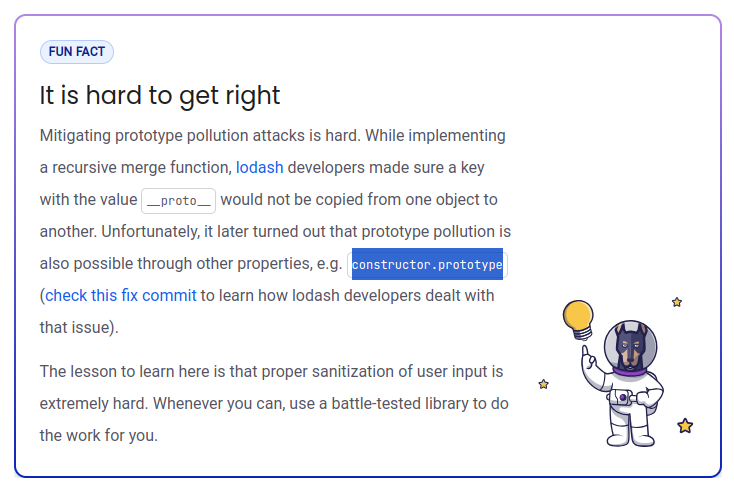 FUN FACT
It is hard to get right
Mitigating prototype pollution attacks is hard. While implementing
a recursive merge function, lodash developers made sure a key
with the value __proto__ would not be copied from one object to
another. Unfortunately, it later turned out that prototype pollution is
also possible through other properties, e.g. constructor.prototype
(check this fix commit to learn how lodash developers dealt with
that issue).
The lesson to learn here is that proper sanitization of user input is
extremely hard. Whenever you can, use a battle-tested library to do
the work for you.